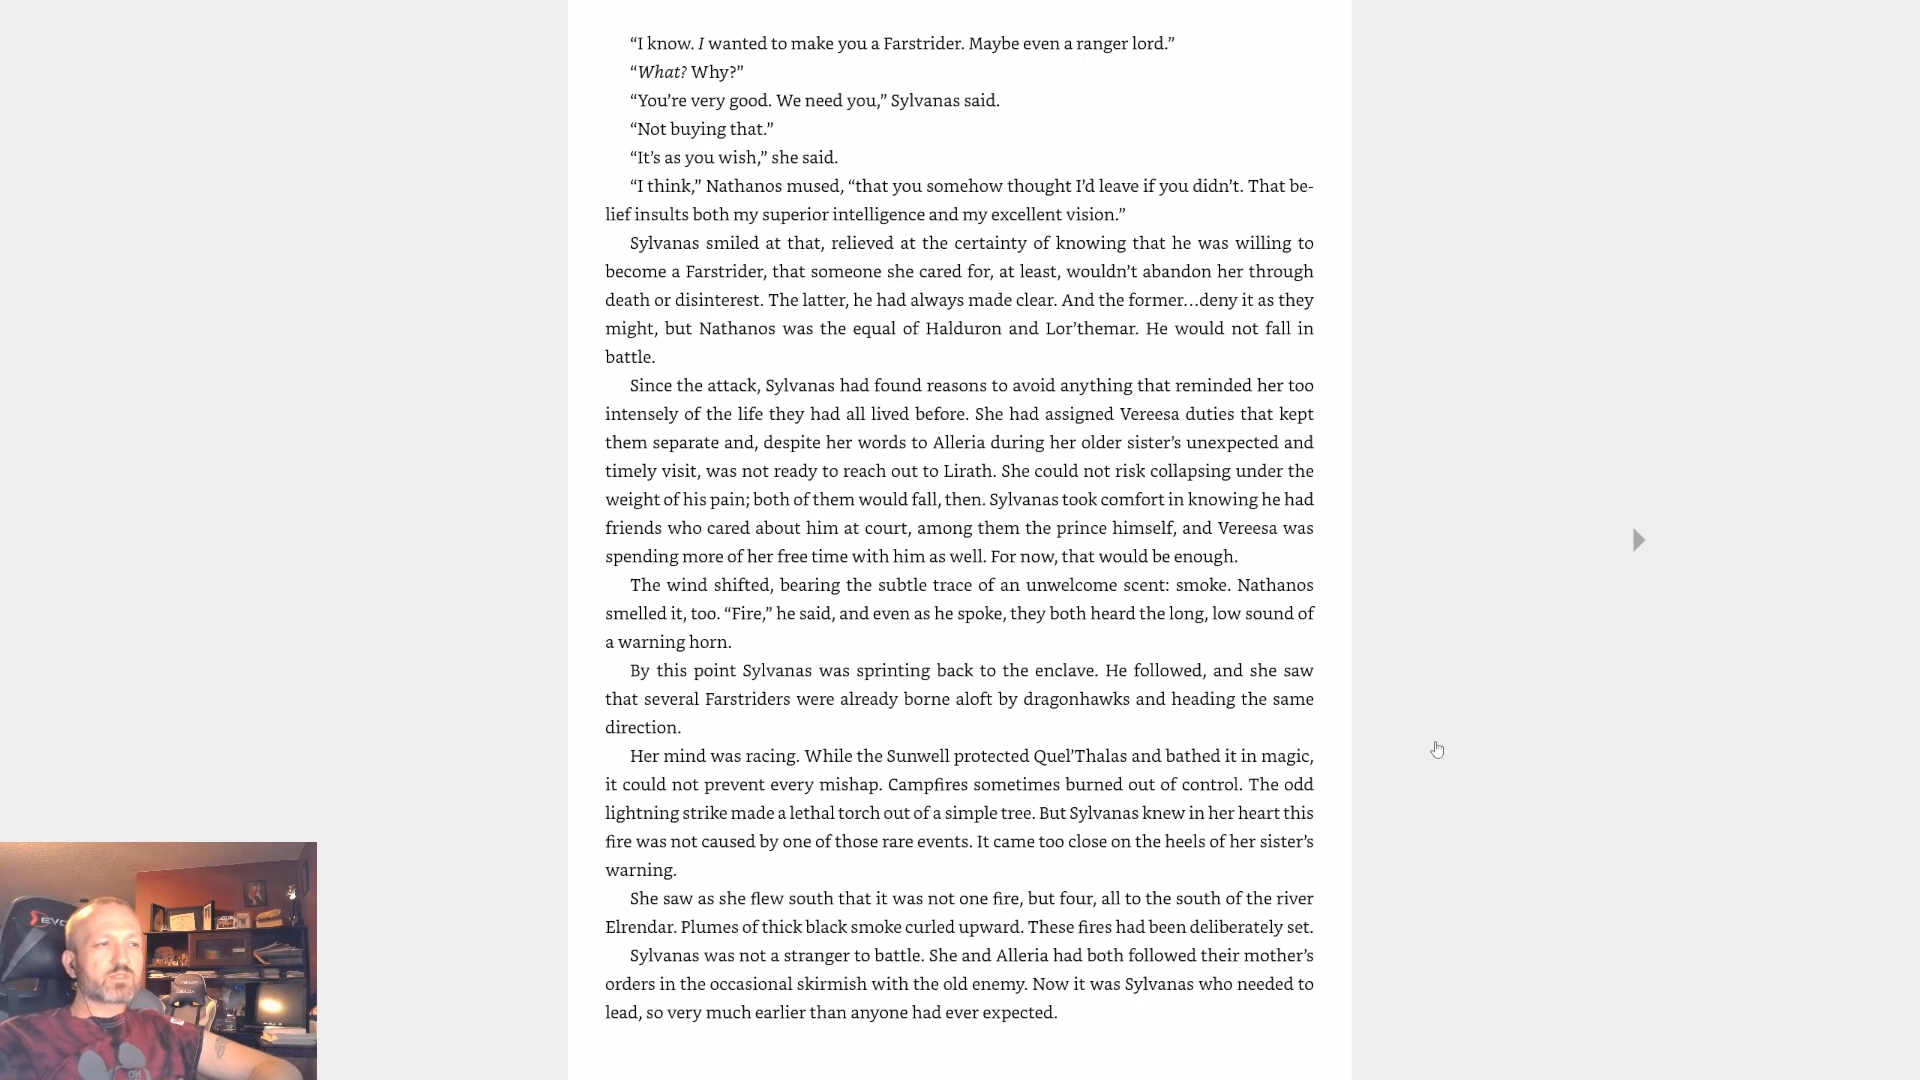 “I know. I wanted to make you a Farstrider. Maybe even a ranger lord.”
“What? Why?”
“You’re very good. We need you,” Sylvanas said.
“Not buying that.”
“It’s as you wish,” she said.
“I think,” Nathanos mused, “that you somehow thought I’d leave if you didn’t. That be-
lief insults both my superior intelligence and my excellent vision.”
Sylvanas smiled at that, relieved at the certainty of knowing that he was willing to
become a Farstrider, that someone she cared for, at least, wouldn’t abandon her through
death or disinterest. The latter, he had always made clear. And the former…deny it as they
might, but Nathanos was the equal of Halduron and Lor’themar. He would not fall in
battle.
Since the attack, Sylvanas had found reasons to avoid anything that reminded her too
intensely of the life they had all lived before. She had assigned Vereesa duties that kept
them separate and, despite her words to Alleria during her older sister’s unexpected and
timely visit, was not ready to reach out to Lirath. She could not risk collapsing under the
weight of his pain; both of them would fall, then. Sylvanas took comfort in knowing he had
friends who cared about him at court, among them the prince himself, and Vereesa was
spending more of her free time with him as well. For now, that would be enough.
The wind shifted, bearing the subtle trace of an unwelcome scent: smoke. Nathanos
smelled it, too. “Fire,” he said, and even as he spoke, they both heard the long, low sound of
a warning horn.
By this point Sylvanas was sprinting back to the enclave. He followed, and she saw
that several Farstriders were already borne aloft by dragonhawks and heading the same
direction.
Her mind was racing. While the Sunwell protected Quel’Thalas and bathed it in magic,
it could not prevent every mishap. Campfires sometimes burned out of control. The odd
lightning strike made a lethal torch out of a simple tree. But Sylvanas knew in her heart this
fire was not caused by one of those rare events. It came too close on the heels of her sister’s
warning.
She saw as she flew south that it was not one fire, but four, all to the south of the river
Elrendar. Plumes of thick black smoke curled upward. These fires had been deliberately set.
Sylvanas was not a stranger to battle. She and Alleria had both followed their mother’s
orders in the occasional skirmish with the old enemy. Now it was Sylvanas who needed to
lead, so very much earlier than anyone had ever expected.